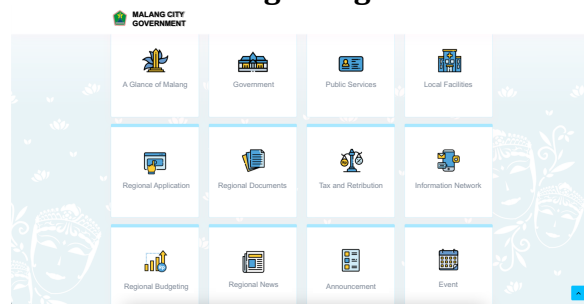 MALANG CITY
GOVERNMENT
A Glance of Malang
Government
Public Services
Local Facilities
Regional Application
Regional Documents
Tax and Retribution
Information Network
Regional Budgeting
Regional News
Announcement
Event